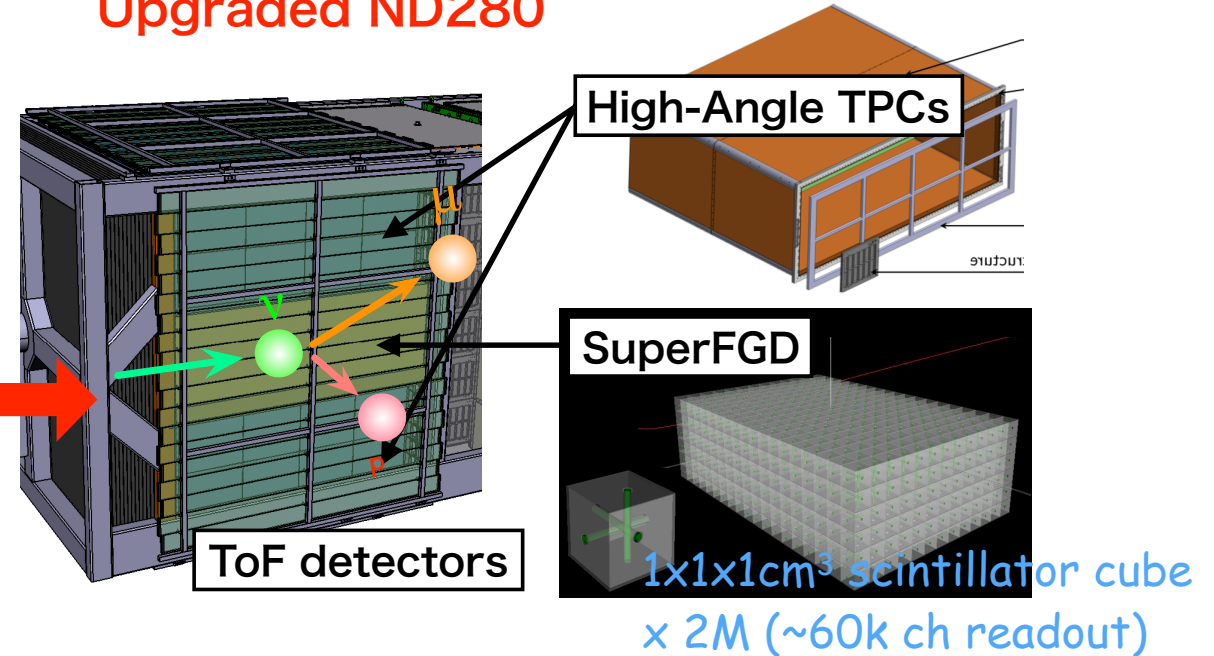 Upgraded ND280
High-Angle TPCs
μ
ν
SuperFGD
p
ToF detectors
1x1x1cm³ scintillator cube
x 2M (~60k ch readout)